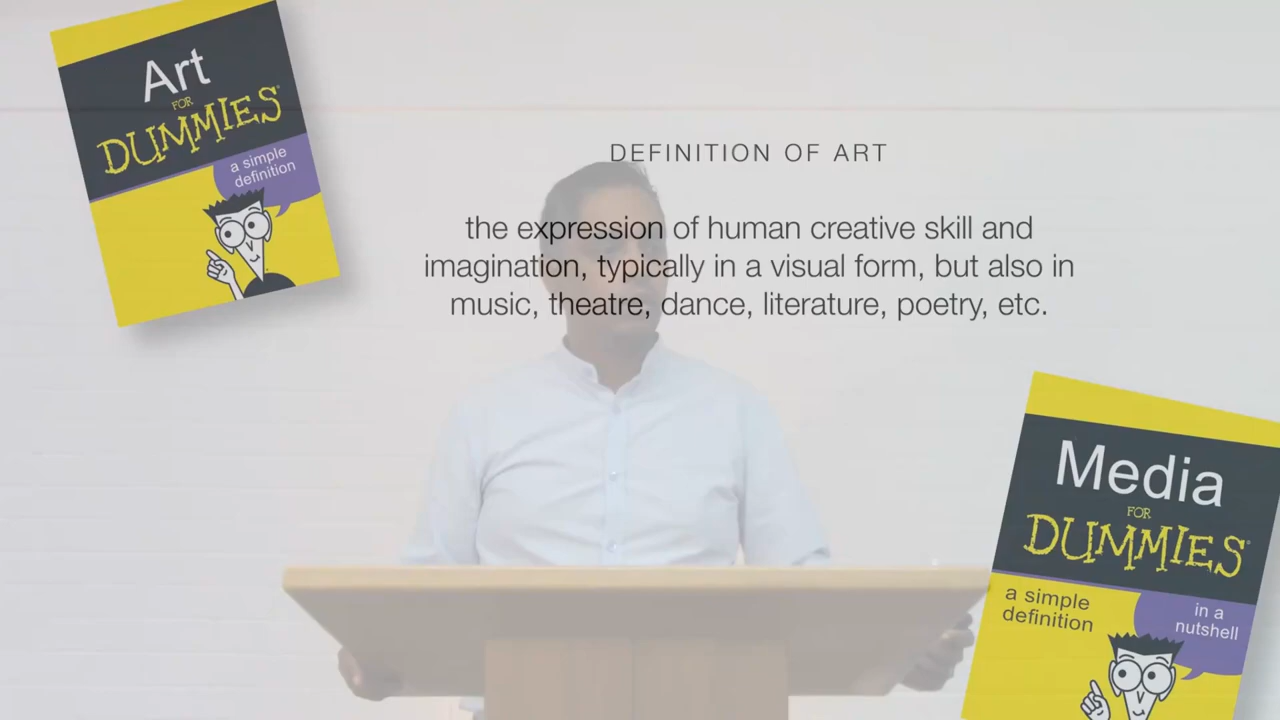 Art
FOR
DUMMIES®
a simple
definition
DEFINITION OF ART
the expression of human creative skill and
imagination, typically in a visual form, but also in
music, theatre, dance, literature, poetry, etc.
Media
FOR
DUMMIES®
a simple
definition
in a
nutshell